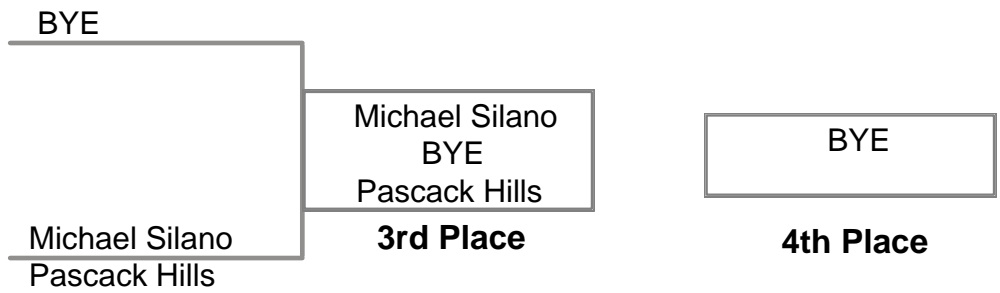 BYE
Michael Silano
BYE
Pascack Hills
3rd Place
BYE
4th Place
Michael Silano
Pascack Hills